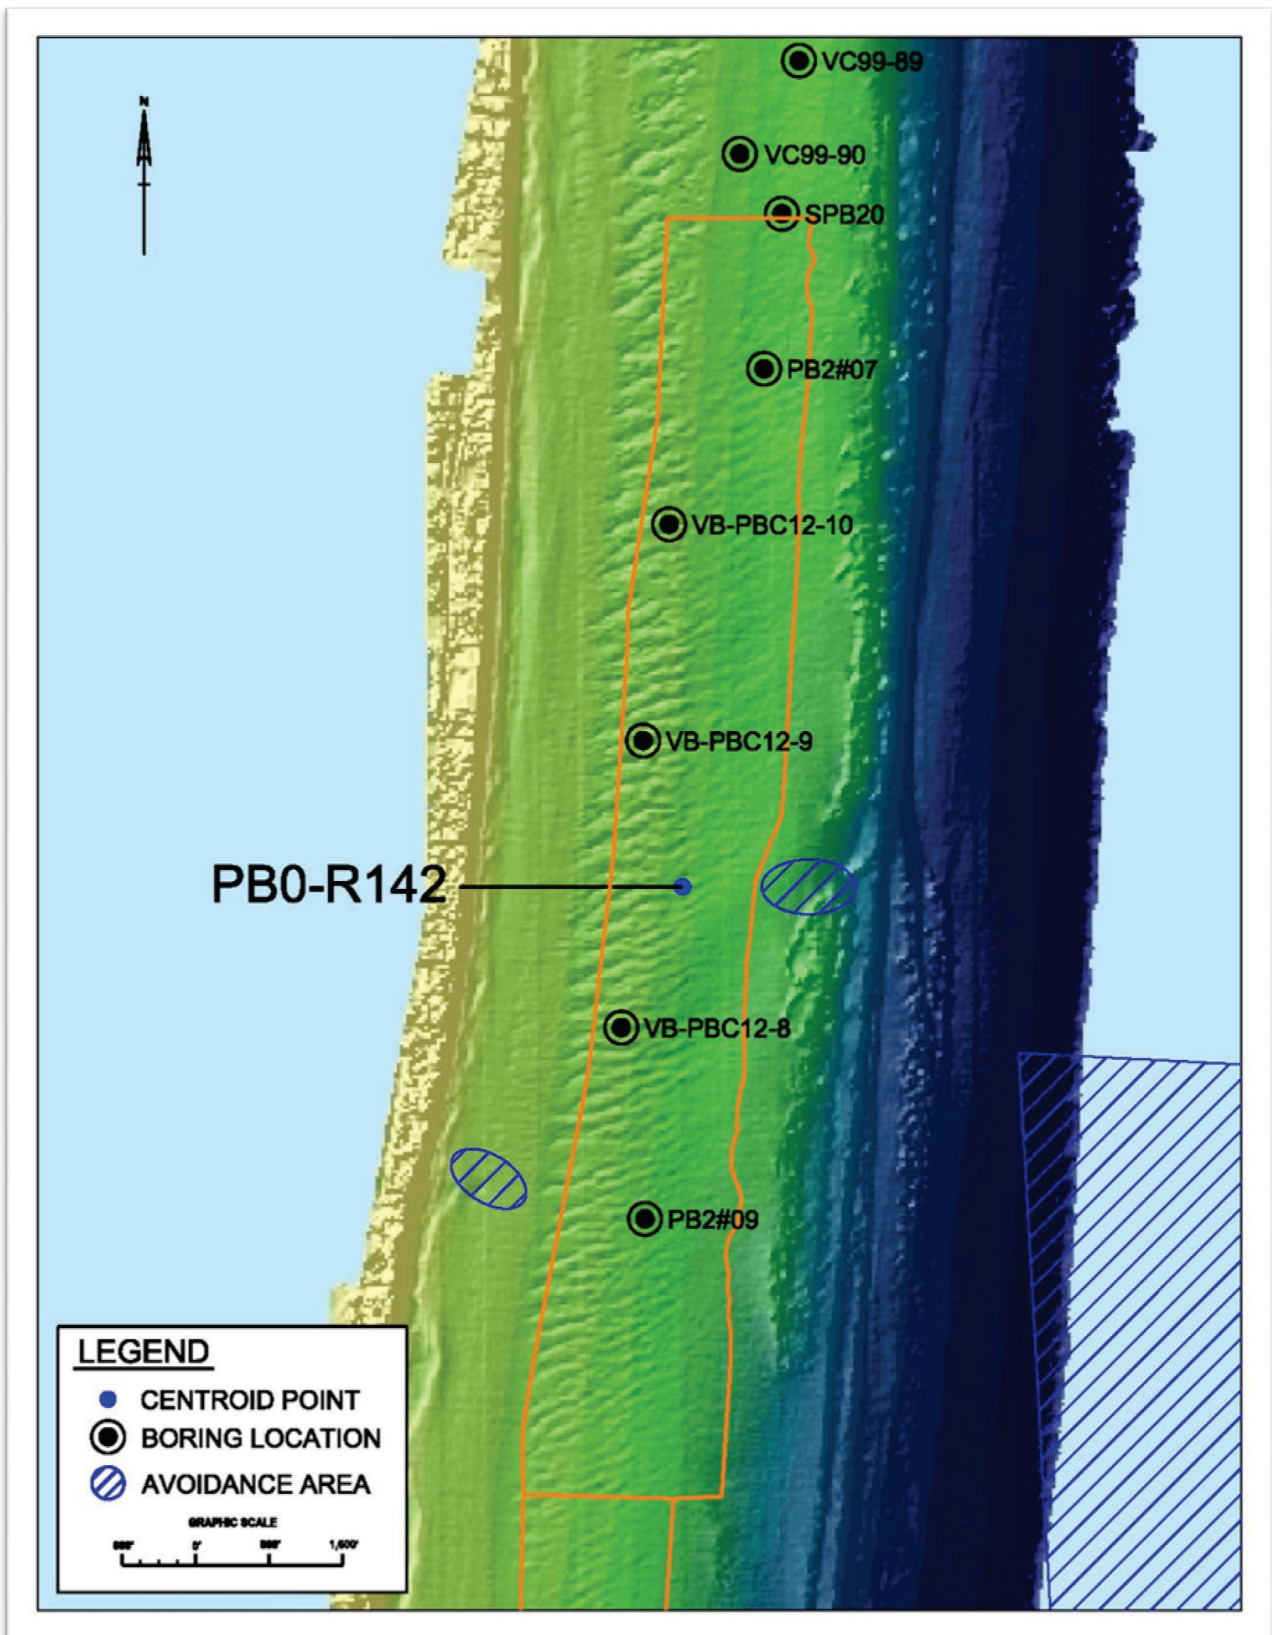 N
VC99-89
VC99-90
SPB20
PB2#07
VB-PBC12-10
VB-PBC12-9
PB0-R142
VB-PBC12-8
PB2#09
LEGEND
CENTROID POINT
BORING LOCATION
AVOIDANCE AREA
GRAPHIC SCALE
0' 1,600'